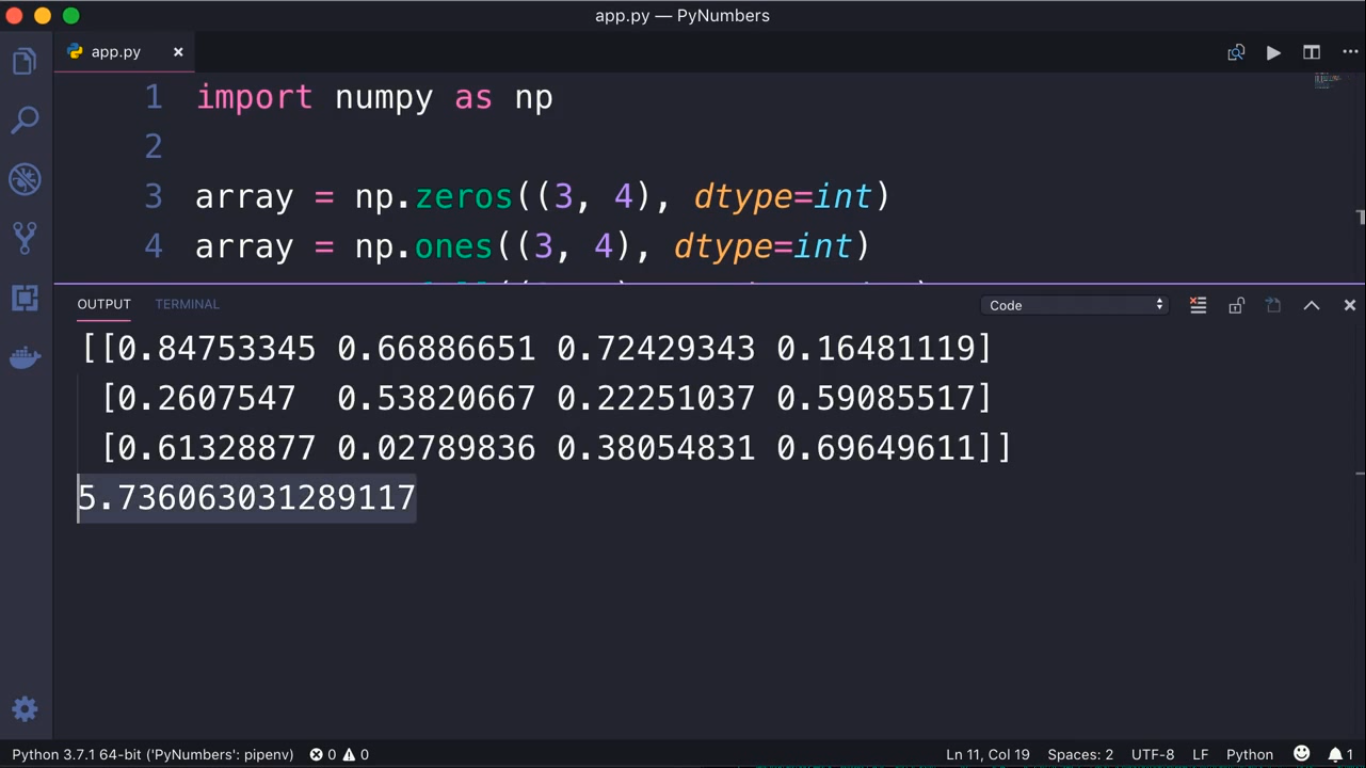 app.py — PyNumbers
app.py
1 import numpy as np
2
3 array = np.zeros((3, 4), dtype=int)
4 array = np.ones((3, 4), dtype=int)
OUTPUT TERMINAL Code
[[0.84753345 0.66886651 0.72429343 0.16481119]
[0.2607547 0.53820667 0.22251037 0.59085517]
[0.61328877 0.02789836 0.38054831 0.69649611]]
5.736063031289117
Python 3.7.1 64-bit ('PyNumbers': pipenv) 0 0 Ln 11, Col 19 Spaces: 2 UTF-8 LF Python 1